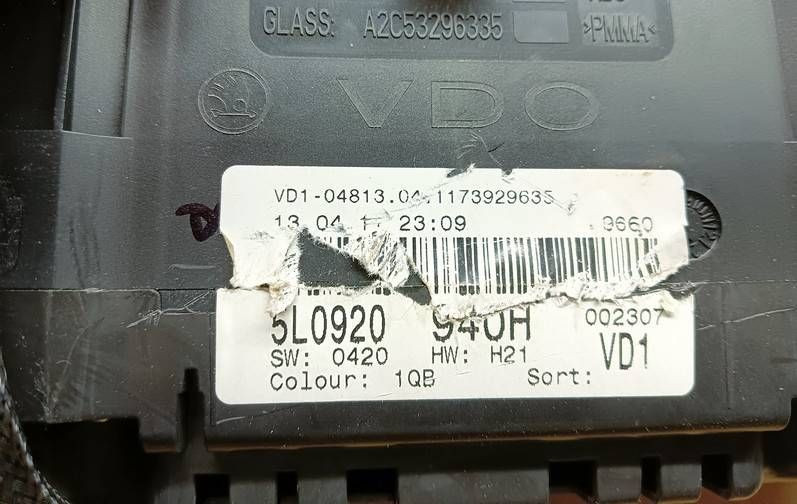 GLASS: A2C53296335
>PMMA<
VDO
VD1-04813.04.1173929635
13.04.1 23:09 .9660
5L0920 940H 002307
SW: 0420 HW: H21 VD1
Colour: 1QB Sort: